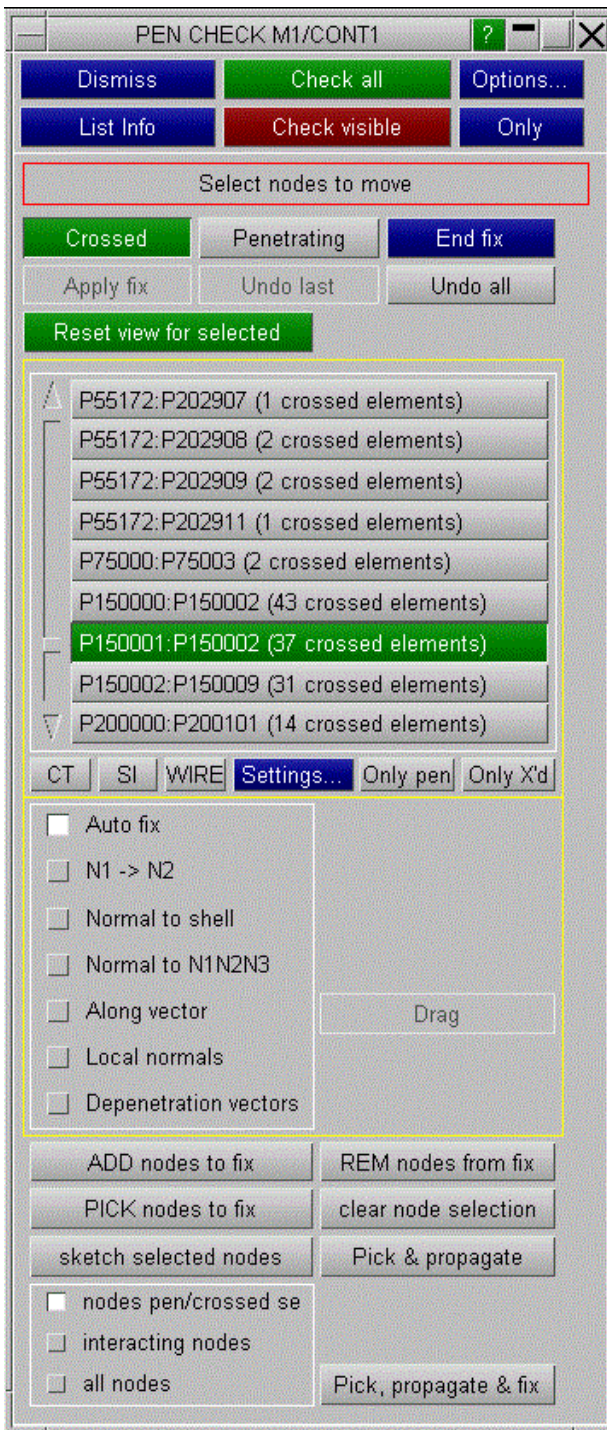 PEN CHECK M1/CONT1 ?
Dismiss Check all Options...
List Info Check visible Only
Select nodes to move
Crossed Penetrating End fix
Apply fix Undo last Undo all
Reset view for selected
P55172:P202907 (1 crossed elements)
P55172:P202908 (2 crossed elements)
P55172:P202909 (2 crossed elements)
P55172:P202911 (1 crossed elements)
P75000:P75003 (2 crossed elements)
P150000:P150002 (43 crossed elements)
P150001:P150002 (37 crossed elements)
P150002:P150009 (31 crossed elements)
P200000:P200101 (14 crossed elements)
CT SI WIRE Settings... Only pen Only X'd
Auto fix
N1 -> N2
Normal to shell
Normal to N1N2N3
Along vector Drag
Local normals
Depenetration vectors
ADD nodes to fix REM nodes from fix
PICK nodes to fix clear node selection
sketch selected nodes Pick & propagate
nodes pen/crossed se
interacting nodes
all nodes Pick, propagate & fix